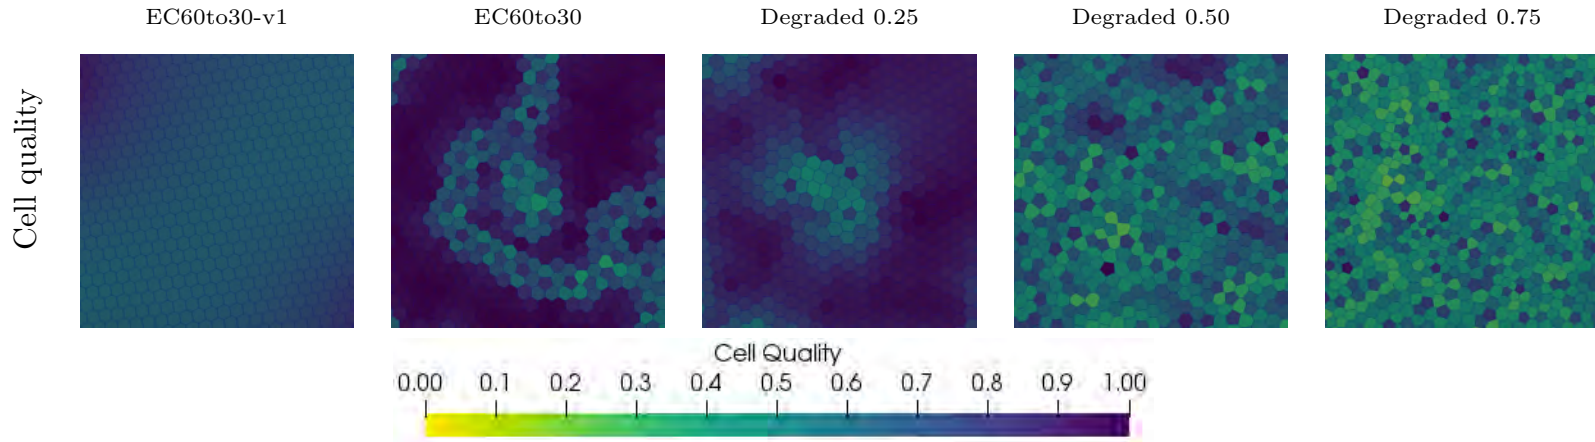 EC60to30-v1 EC60to30 Degraded 0.25 Degraded 0.50 Degraded 0.75
Cell quality
Cell Quality
0.00 0.1 0.2 0.3 0.4 0.5 0.6 0.7 0.8 0.9 1.00